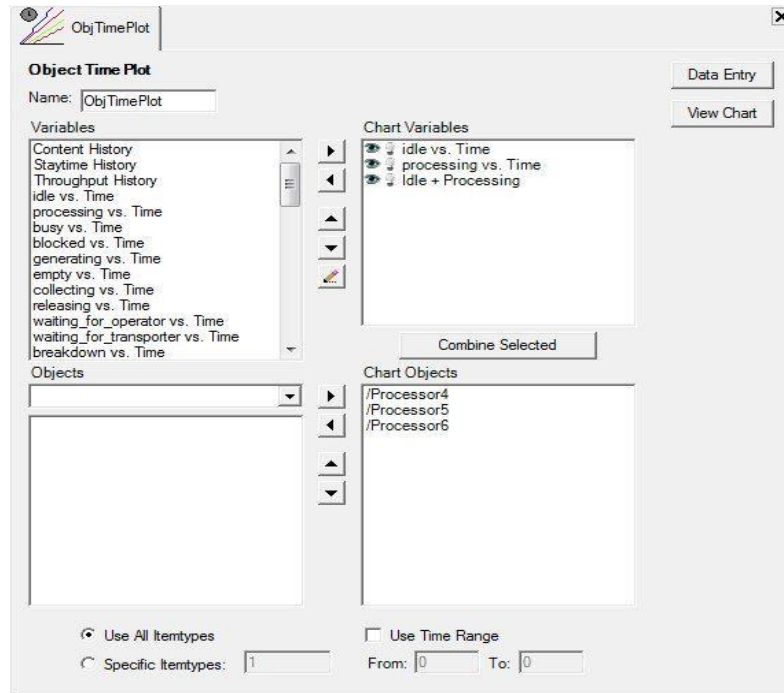 ObjTimePlot
Object Time Plot
Data Entry
Name: ObjTimePlot
View Chart
Variables
Chart Variables
Content History
Staytime History
Throughput History
idle vs. Time
processing vs. Time
busy vs. Time
blocked vs. Time
generating vs. Time
empty vs. Time
collecting vs. Time
releasing vs. Time
waiting_for_operator vs. Time
waiting_for_transporter vs. Time
breakdown vs. Time
idle vs. Time
processing vs. Time
Idle + Processing
Combine Selected
Objects
Chart Objects
/Processor4
/Processor5
/Processor6
Use All Itemtypes
Use Time Range
Specific Itemtypes: 1
From: 0 To: 0